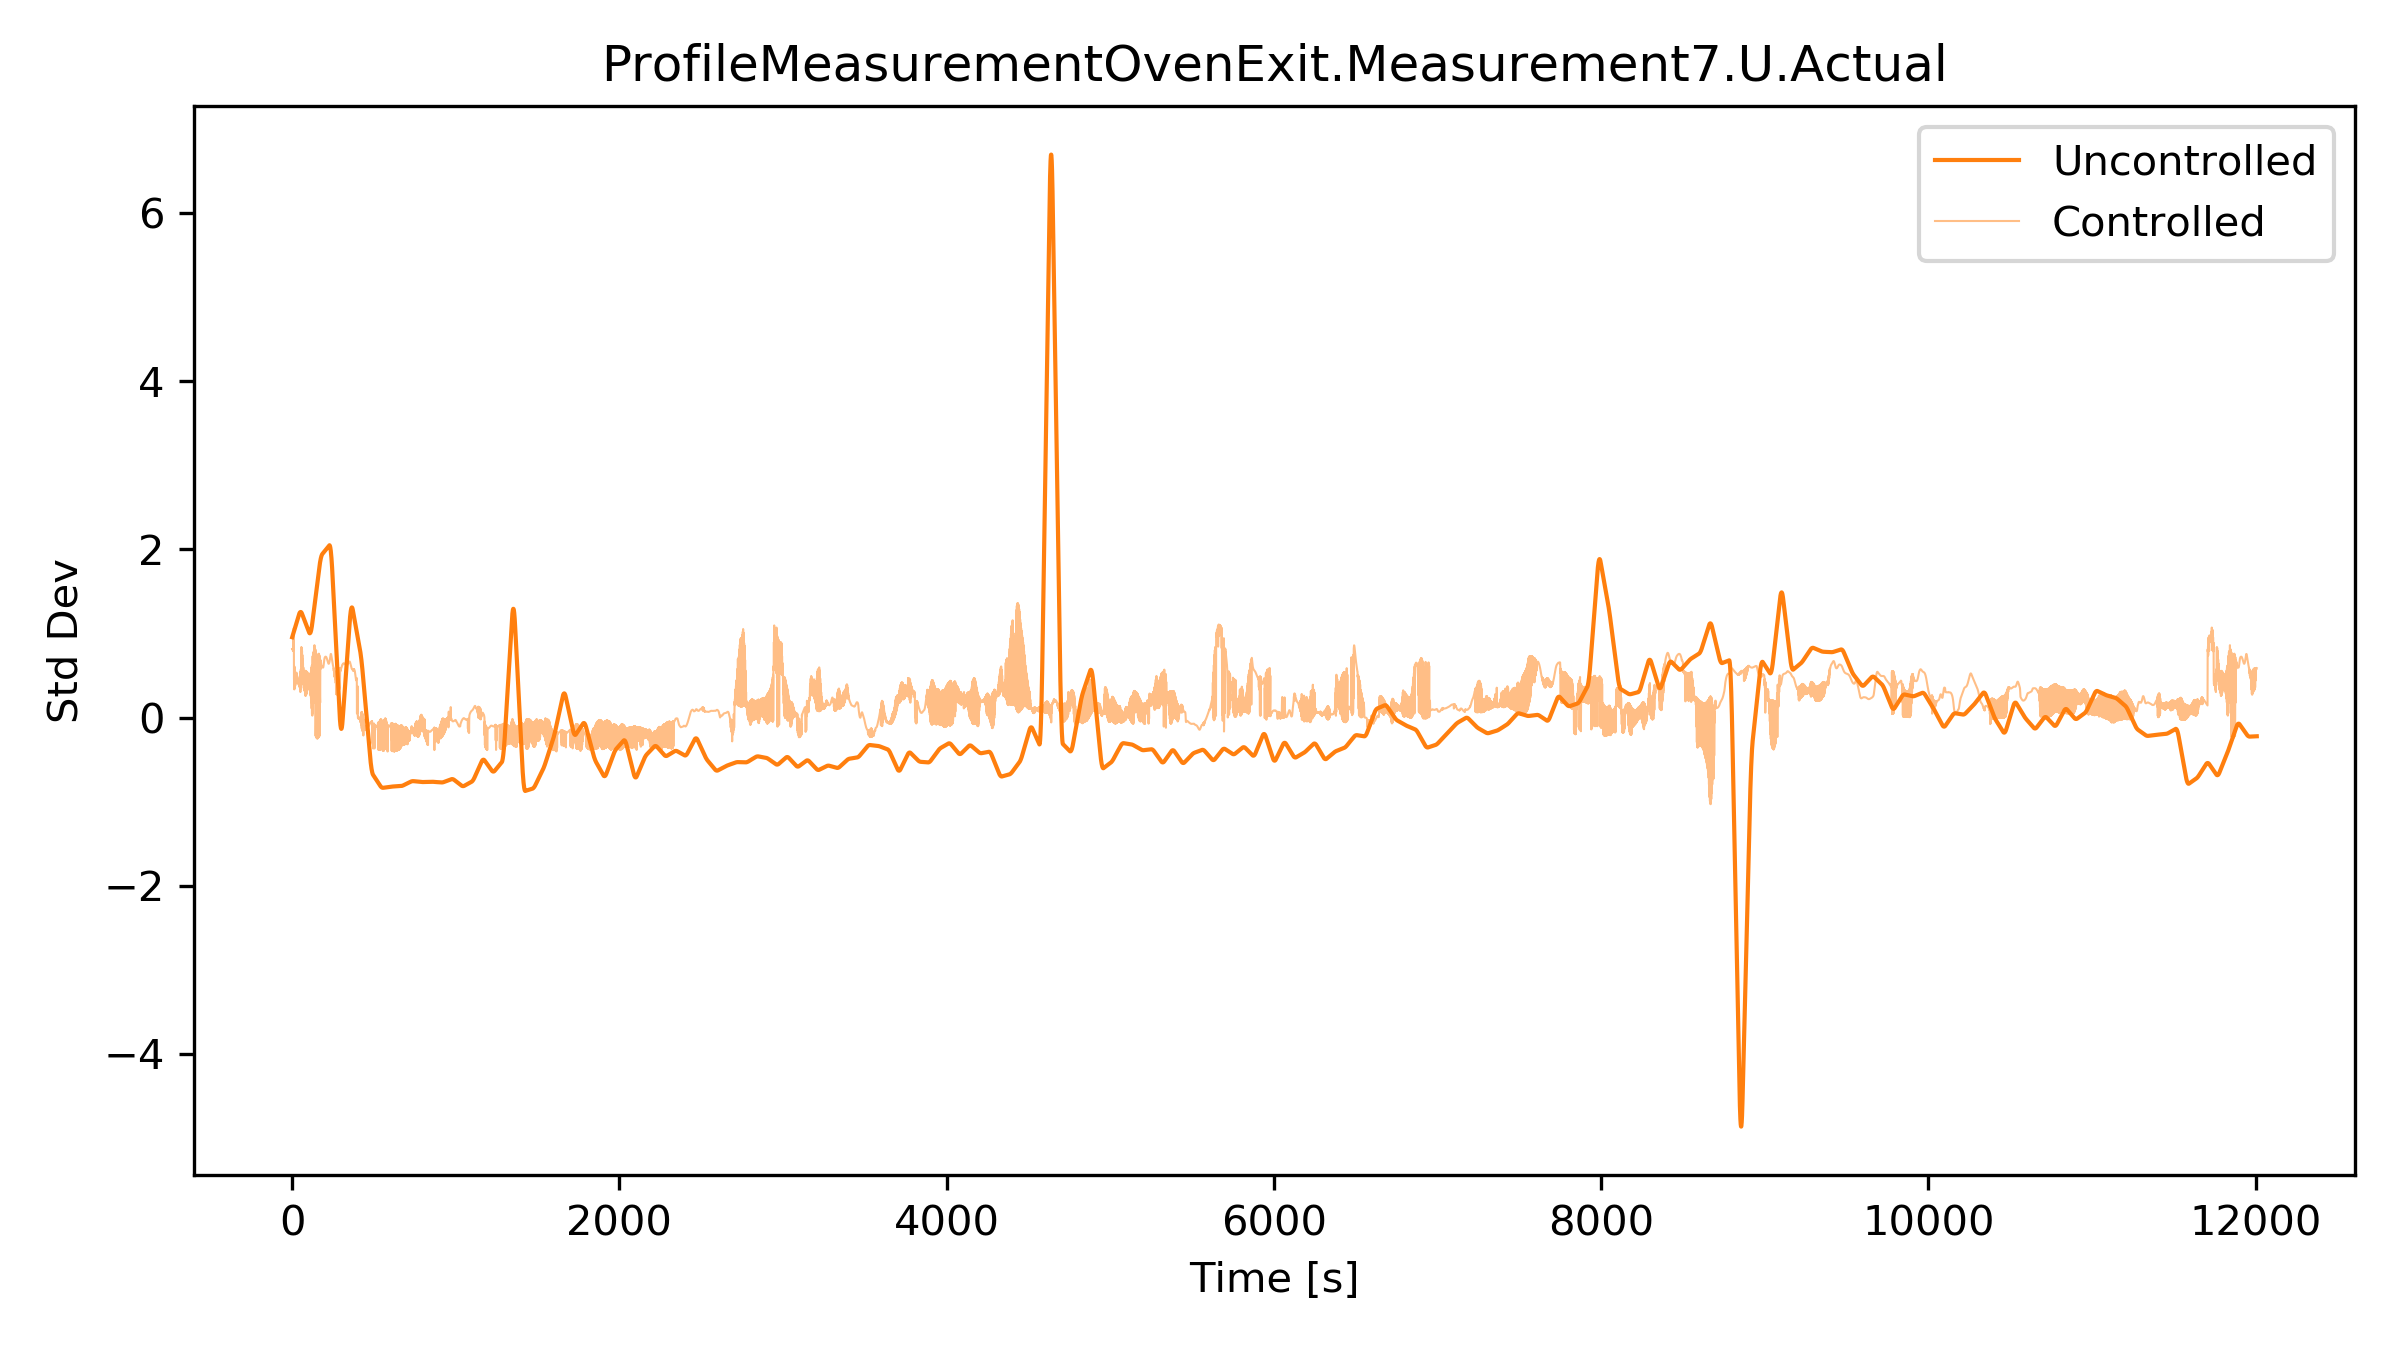 ProfileMeasurementOvenExit.Measurement7.U.Actual
Uncontrolled
Controlled
Std Dev
6
4
2
0
−2
−4
0 2000 4000 6000 8000 10000 12000
Time [s]